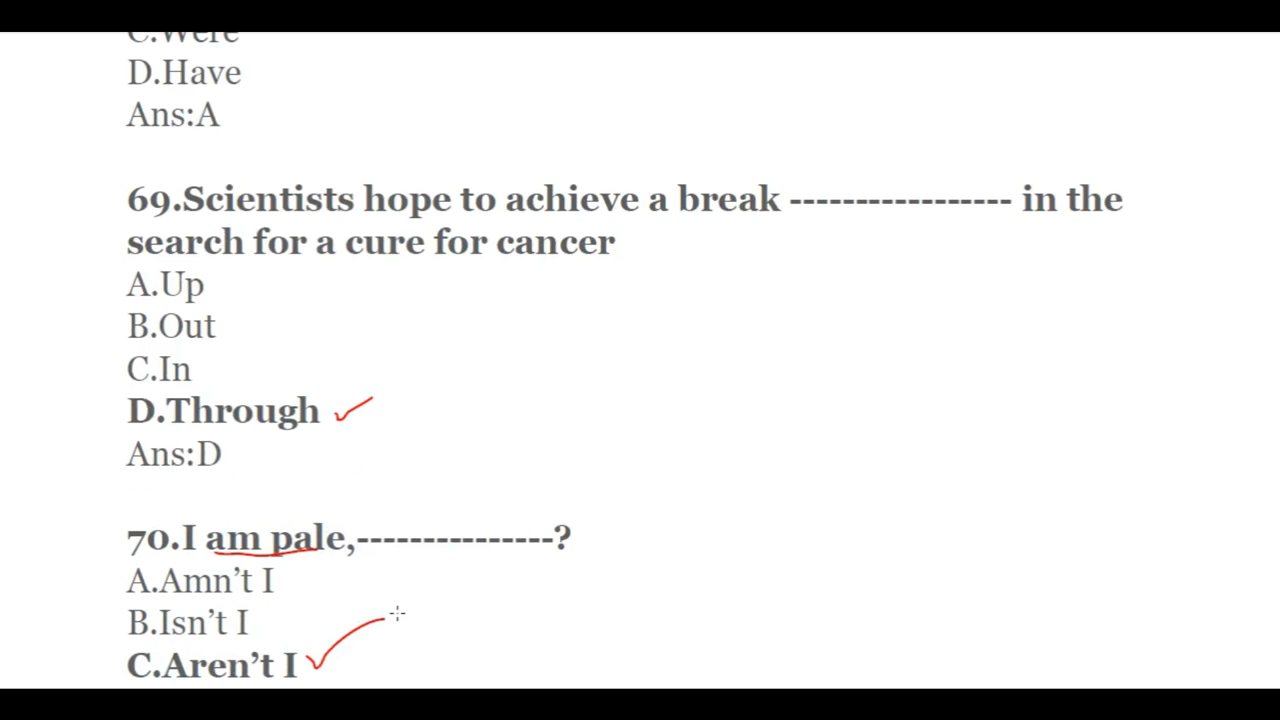 C.Were
D.Have
Ans:A
69.Scientists hope to achieve a break ----------------- in the
search for a cure for cancer
A.Up
B.Out
C.In
D.Through
Ans:D
70.I am pale,---------------?
A.Amn’t I
B.Isn’t I
C.Aren’t I